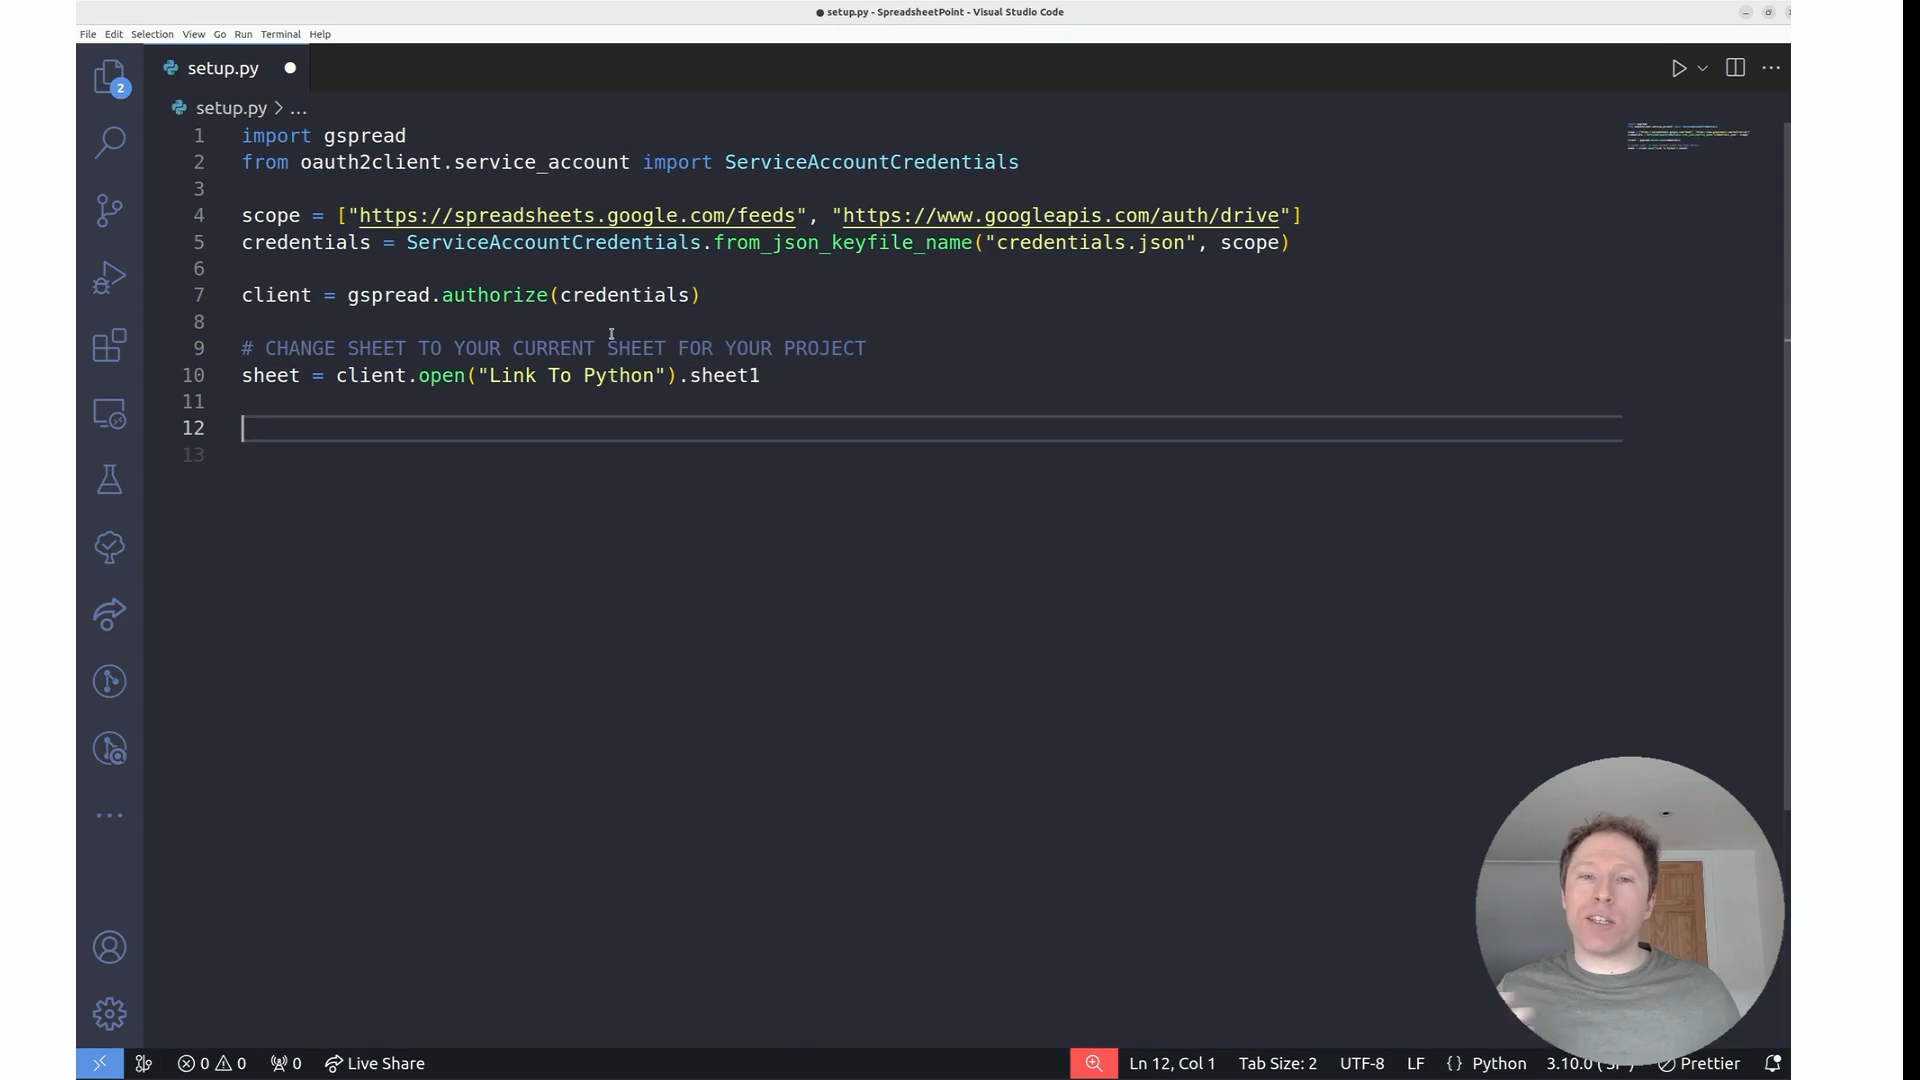 ● setup.py - SpreadsheetPoint - Visual Studio Code
File Edit Selection View Go Run Terminal Help
2
setup.py
setup.py > ...
1 import gspread
2 from oauth2client.service_account import ServiceAccountCredentials
3
4 scope = ["https://spreadsheets.google.com/feeds", "https://www.googleapis.com/auth/drive"]
5 credentials = ServiceAccountCredentials.from_json_keyfile_name("credentials.json", scope)
6
7 client = gspread.authorize(credentials)
8
9 # CHANGE SHEET TO YOUR CURRENT SHEET FOR YOUR PROJECT
10 sheet = client.open("Link To Python").sheet1
11
12
13
0 0 0 Live Share Ln 12, Col 1 Tab Size: 2 UTF-8 LF {} Python 3.10.0 Prettier